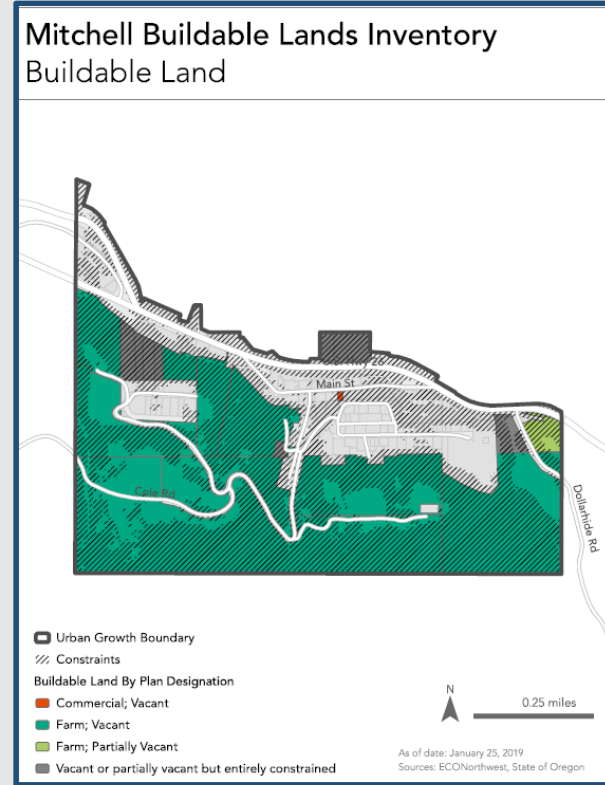 Mitchell Buildable Lands Inventory
Buildable Land
Main St
Gale Rd
Dollarhide Rd
Urban Growth Boundary
Constraints
Buildable Land By Plan Designation
Commercial; Vacant
Farm; Vacant
Farm; Partially Vacant
Vacant or partially vacant but entirely constrained
N
0.25 miles
As of date: January 25, 2019
Sources: ECONorthwest, State of Oregon